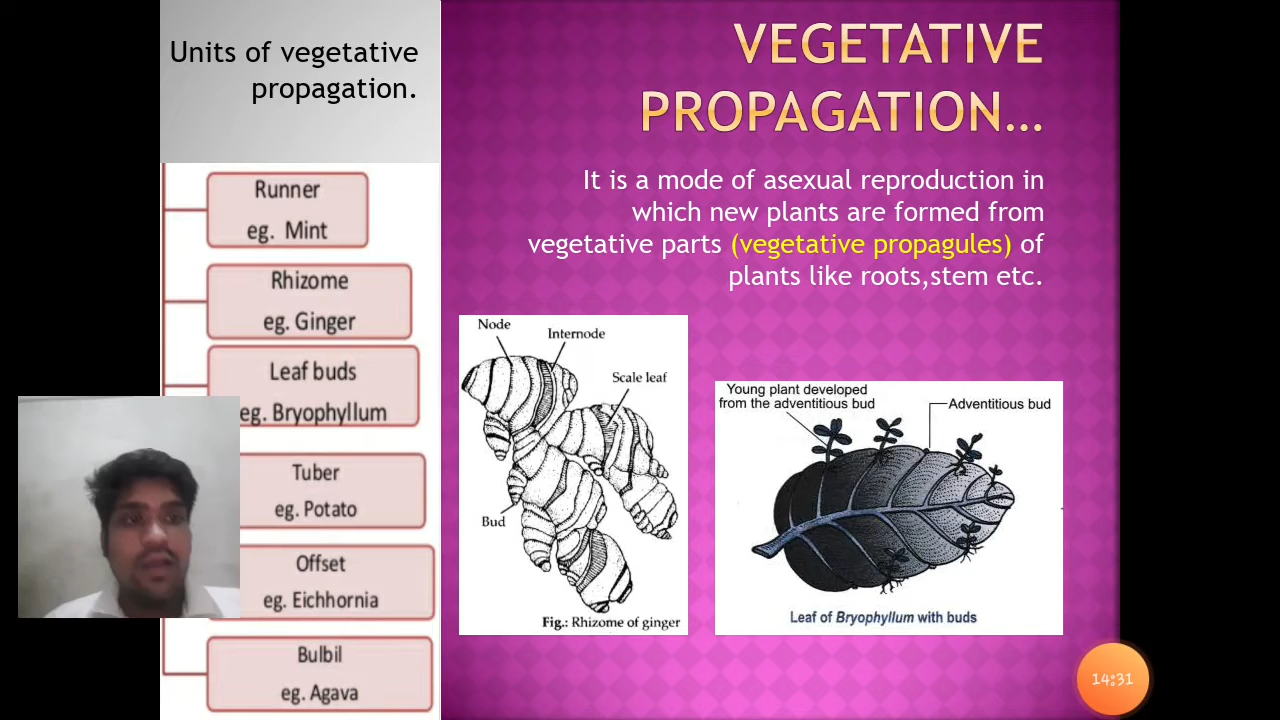 Units of vegetative
propagation.
Runner
eg. Mint
Rhizome
eg. Ginger
Leaf buds
eg. Bryophyllum
Tuber
eg. Potato
Offset
eg. Eichhornia
Bulbil
eg. Agava
VEGETATIVE
PROPAGATION...
It is a mode of asexual reproduction in
which new plants are formed from
vegetative parts (vegetative propagules) of
plants like roots,stem etc.
Node
Internode
Scale leaf
Bud
Fig.: Rhizome of ginger
Young plant developed
from the adventitious bud
Adventitious bud
Leaf of Bryophyllum with buds
14:31